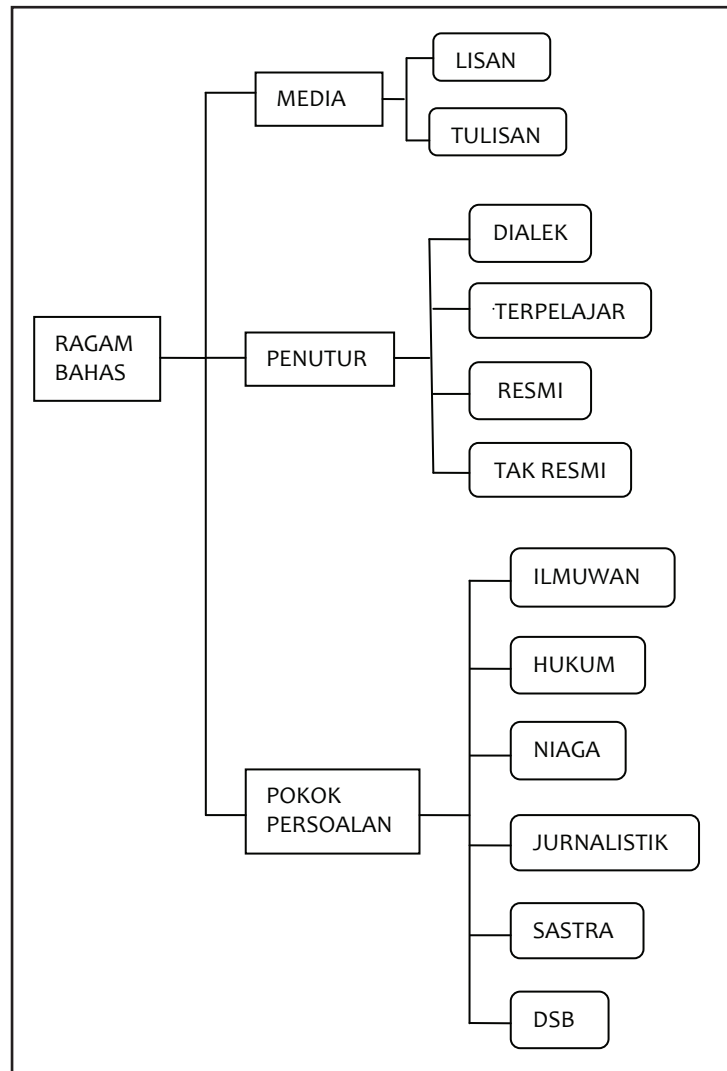 RAGAM
BAHAS
MEDIA
LISAN
TULISAN
PENUTUR
DIALEK
TERPELAJAR
RESMI
TAK RESMI
POKOK
PERSOALAN
ILMUWAN
HUKUM
NIAGA
JURNALISTIK
SASTRA
DSB